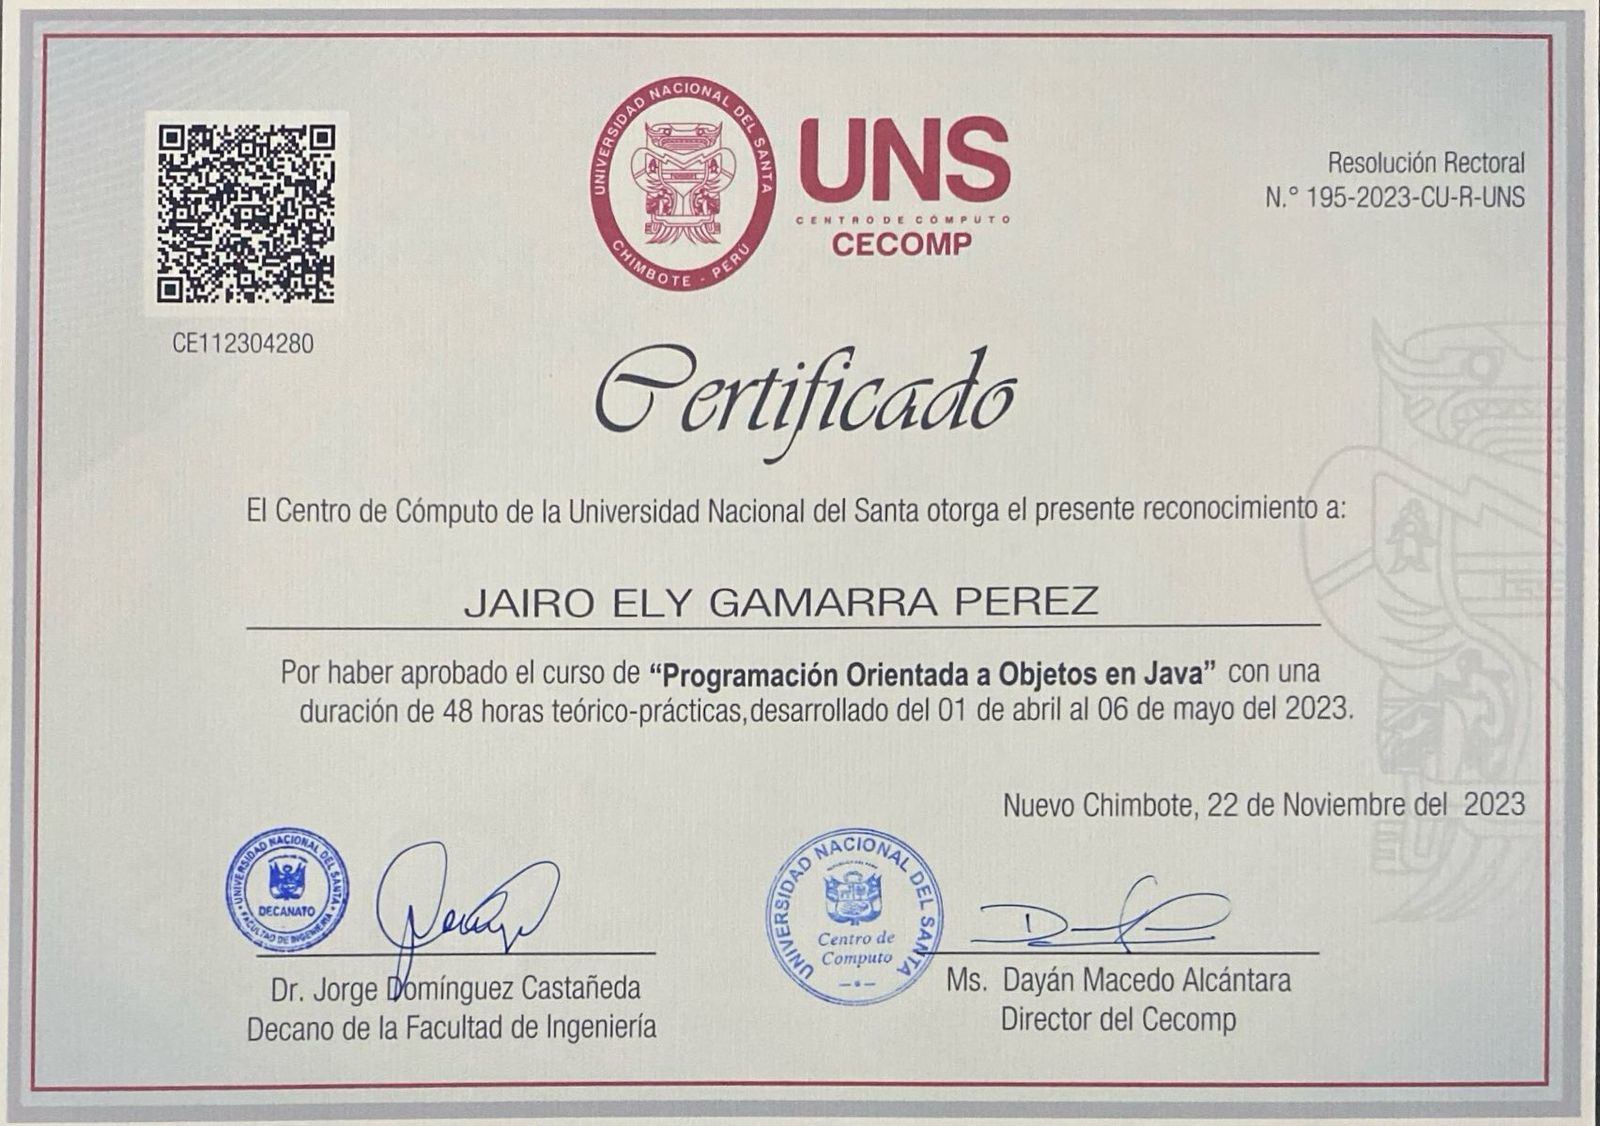 UNIVERSIDAD NACIONAL DEL SANTA
CHIMBOTE - PERÚ
UNS
CENTRO DE CÓMPUTO
CECOMP
Resolución Rectoral
N.° 195-2023-CU-R-UNS
CE112304280
Certificado
El Centro de Cómputo de la Universidad Nacional del Santa otorga el presente reconocimiento a:
JAIRO ELY GAMARRA PEREZ
Por haber aprobado el curso de “Programación Orientada a Objetos en Java” con una
duración de 48 horas teórico-prácticas, desarrollado del 01 de abril al 06 de mayo del 2023.
Nuevo Chimbote, 22 de Noviembre del 2023
UNIVERSIDAD NACIONAL DEL SANTA
DECANATO
FACULTAD DE INGENIERIA
Dr. Jorge Domínguez Castañeda
Decano de la Facultad de Ingeniería
UNIVERSIDAD NACIONAL DEL SANTA
Centro de
Computo
Ms. Dayán Macedo Alcántara
Director del Cecomp